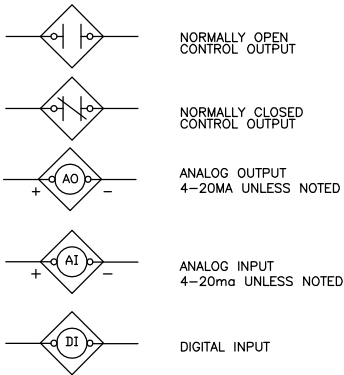 NORMALLY OPEN
CONTROL OUTPUT
NORMALLY CLOSED
CONTROL OUTPUT
AO
+ −
ANALOG OUTPUT
4−20MA UNLESS NOTED
AI
+ −
ANALOG INPUT
4−20ma UNLESS NOTED
DI
DIGITAL INPUT